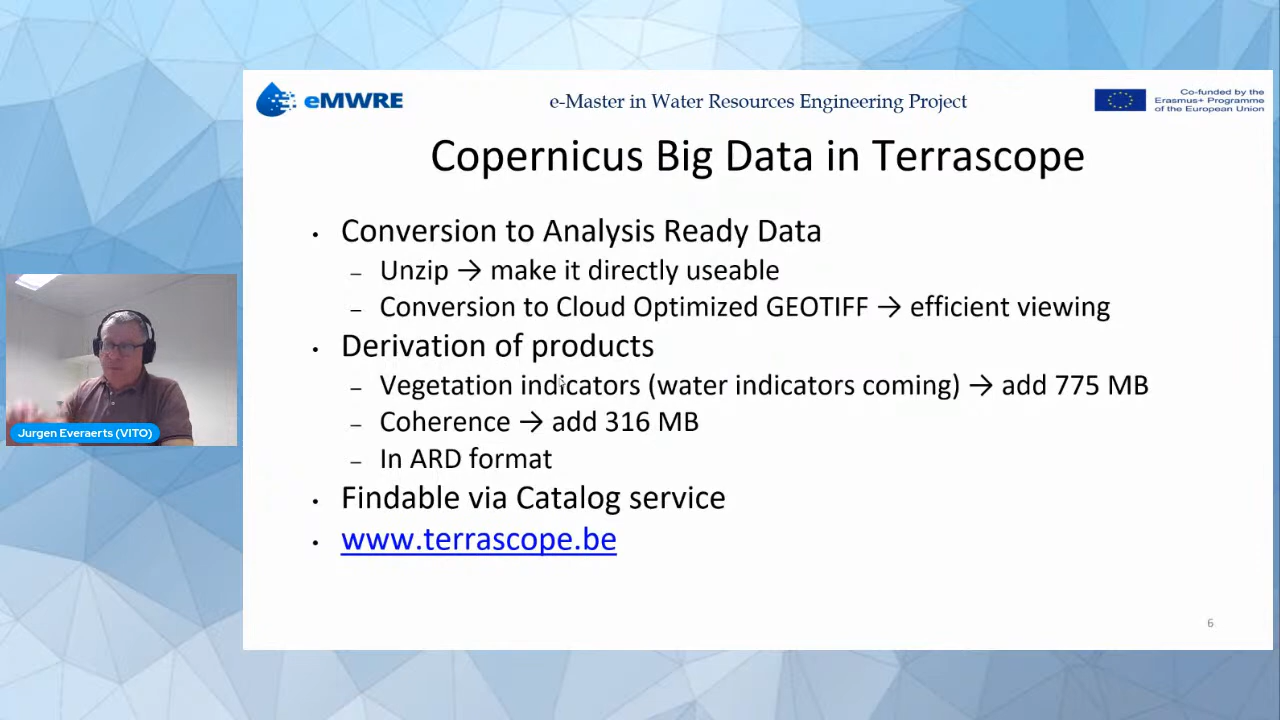 eMWRE
e-Master in Water Resources Engineering Project
Co-funded by the
Erasmus+ Programme
of the European Union
Copernicus Big Data in Terrascope
• Conversion to Analysis Ready Data
– Unzip → make it directly useable
– Conversion to Cloud Optimized GEOTIFF → efficient viewing
• Derivation of products
– Vegetation indicators (water indicators coming) → add 775 MB
– Coherence → add 316 MB
– In ARD format
• Findable via Catalog service
• www.terrascope.be
Jurgen Everaerts (VITO)
6